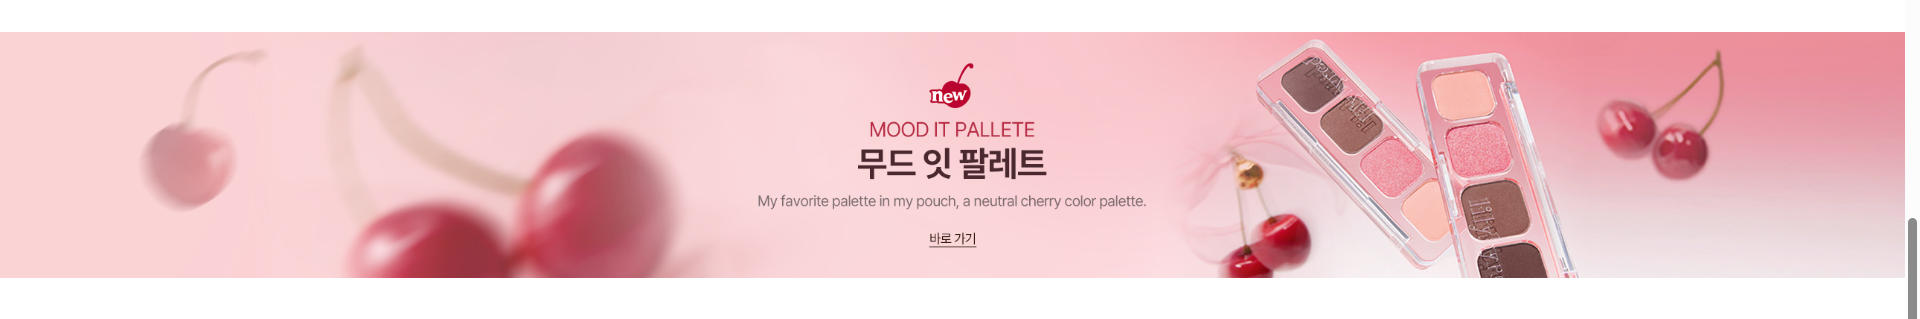 new
MOOD IT PALLETE
무드 잇 팔레트
My favorite palette in my pouch, a neutral cherry color palette.
바로 가기